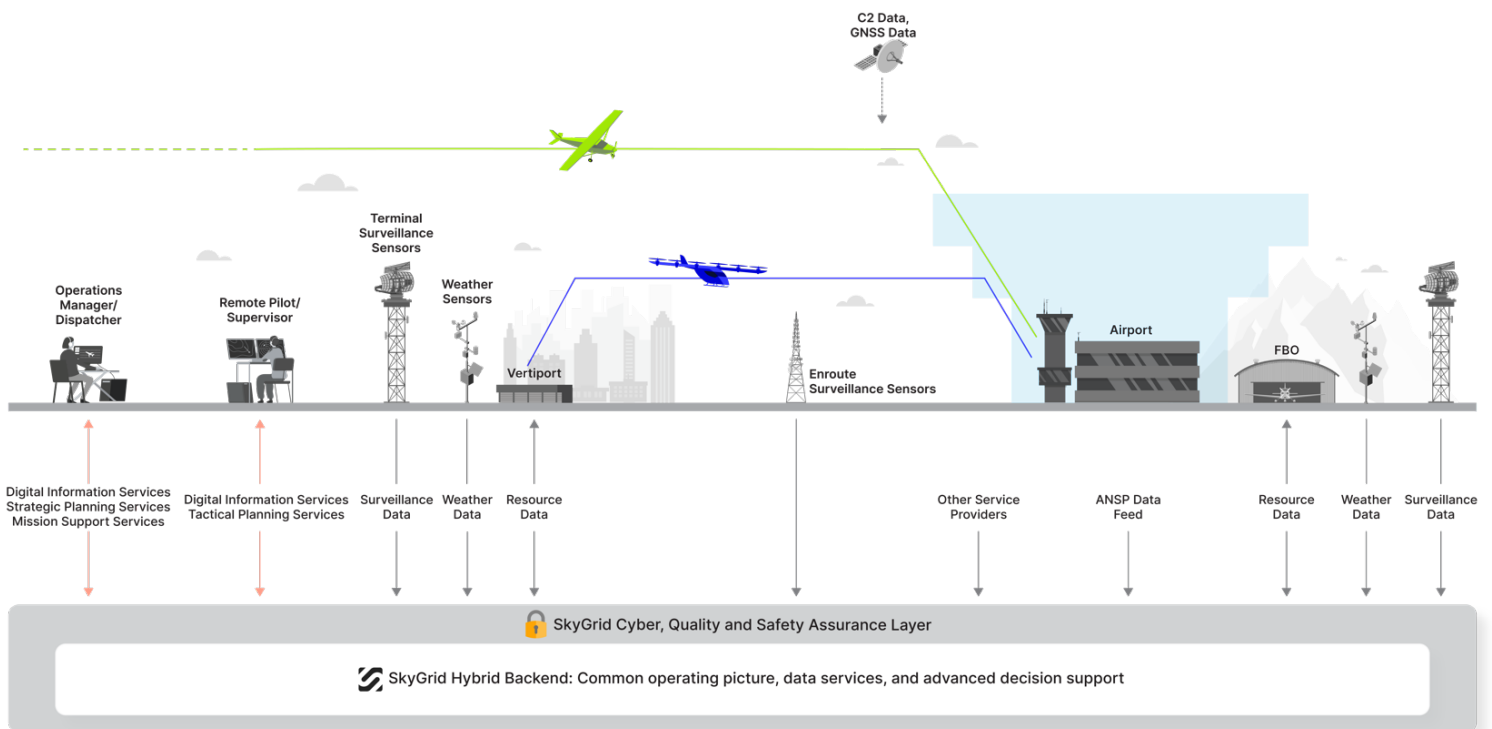 C2 Data,
GNSS Data
Terminal
Surveillance
Sensors
Operations
Manager/
Dispatcher
Remote Pilot/
Supervisor
Weather
Sensors
Vertiport
Enroute
Surveillance Sensors
Airport
FBO
Digital Information Services
Strategic Planning Services
Mission Support Services
Digital Information Services
Tactical Planning Services
Surveillance
Data
Weather
Data
Resource
Data
Other Service
Providers
ANSP Data
Feed
Resource
Data
Weather
Data
Surveillance
Data
SkyGrid Cyber, Quality and Safety Assurance Layer
SkyGrid Hybrid Backend: Common operating picture, data services, and advanced decision support